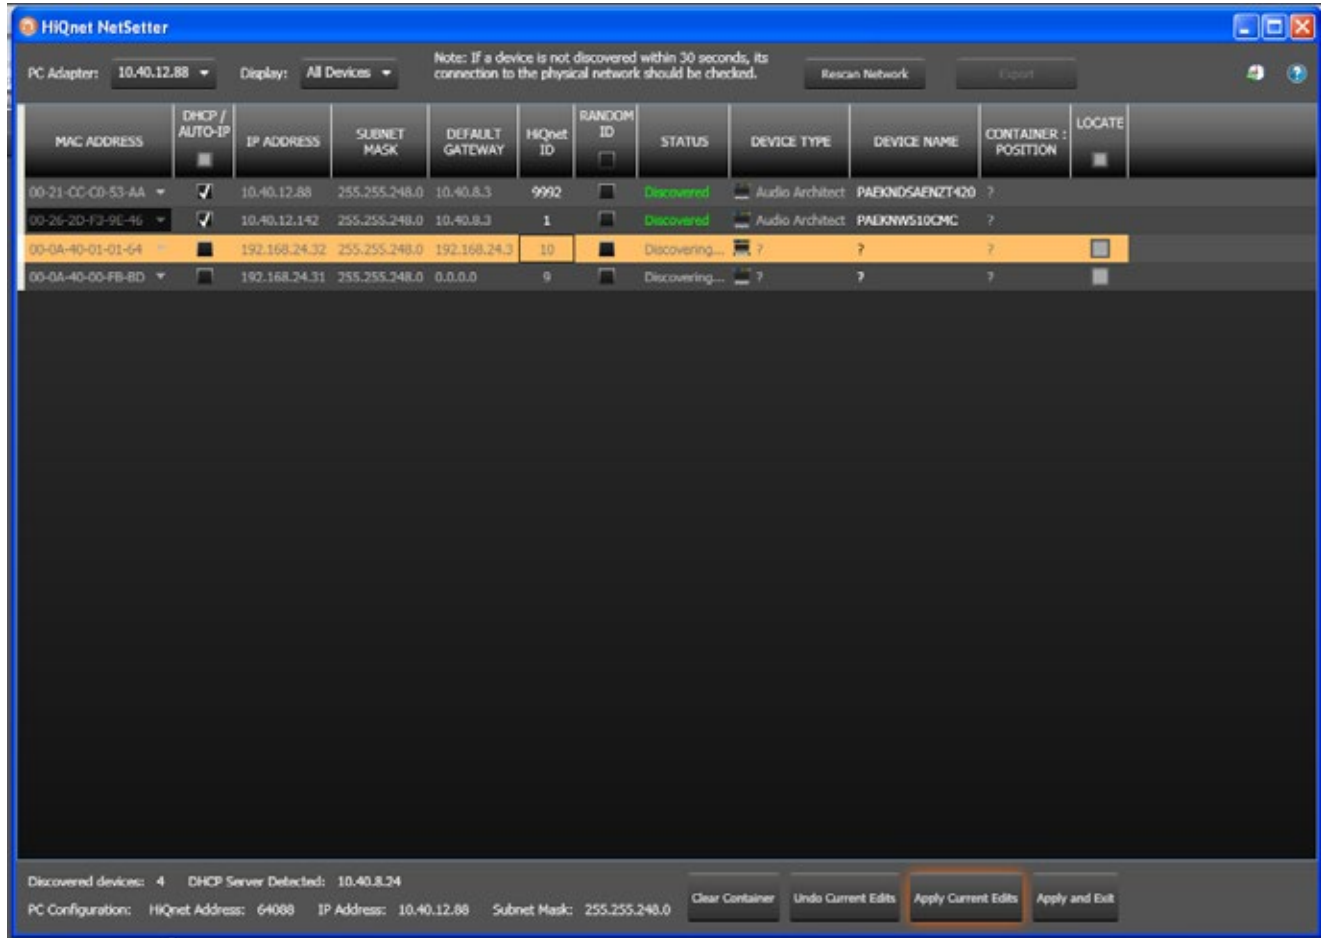 HiQnet NetSetter
PC Adapter: 10.40.12.88 Display: All Devices Note: If a device is not discovered within 30 seconds, its
connection to the physical network should be checked. Rescan Network Export
MAC ADDRESS DHCP / AUTO-IP IP ADDRESS SUBNET MASK DEFAULT GATEWAY HiQnet ID RANDOM ID STATUS DEVICE TYPE DEVICE NAME CONTAINER : POSITION LOCATE
00-21-CC-C0-53-AA 10.40.12.88 255.255.248.0 10.40.8.3 9992 Discovered Audio Architect PAEKNDSAENZT420 ?
00-26-2D-F3-9E-46 10.40.12.142 255.255.248.0 10.40.8.3 1 Discovered Audio Architect PAEKNWS10CMC ?
00-0A-40-01-01-64 192.168.24.32 255.255.248.0 192.168.24.3 10 Discovering... ? ? ?
00-0A-40-00-FB-BD 192.168.24.31 255.255.248.0 0.0.0.0 9 Discovering... ? ? ?
Discovered devices: 4 DHCP Server Detected: 10.40.8.24
PC Configuration: HiQnet Address: 64088 IP Address: 10.40.12.88 Subnet Mask: 255.255.248.0 Clear Container Undo Current Edits Apply Current Edits Apply and Exit